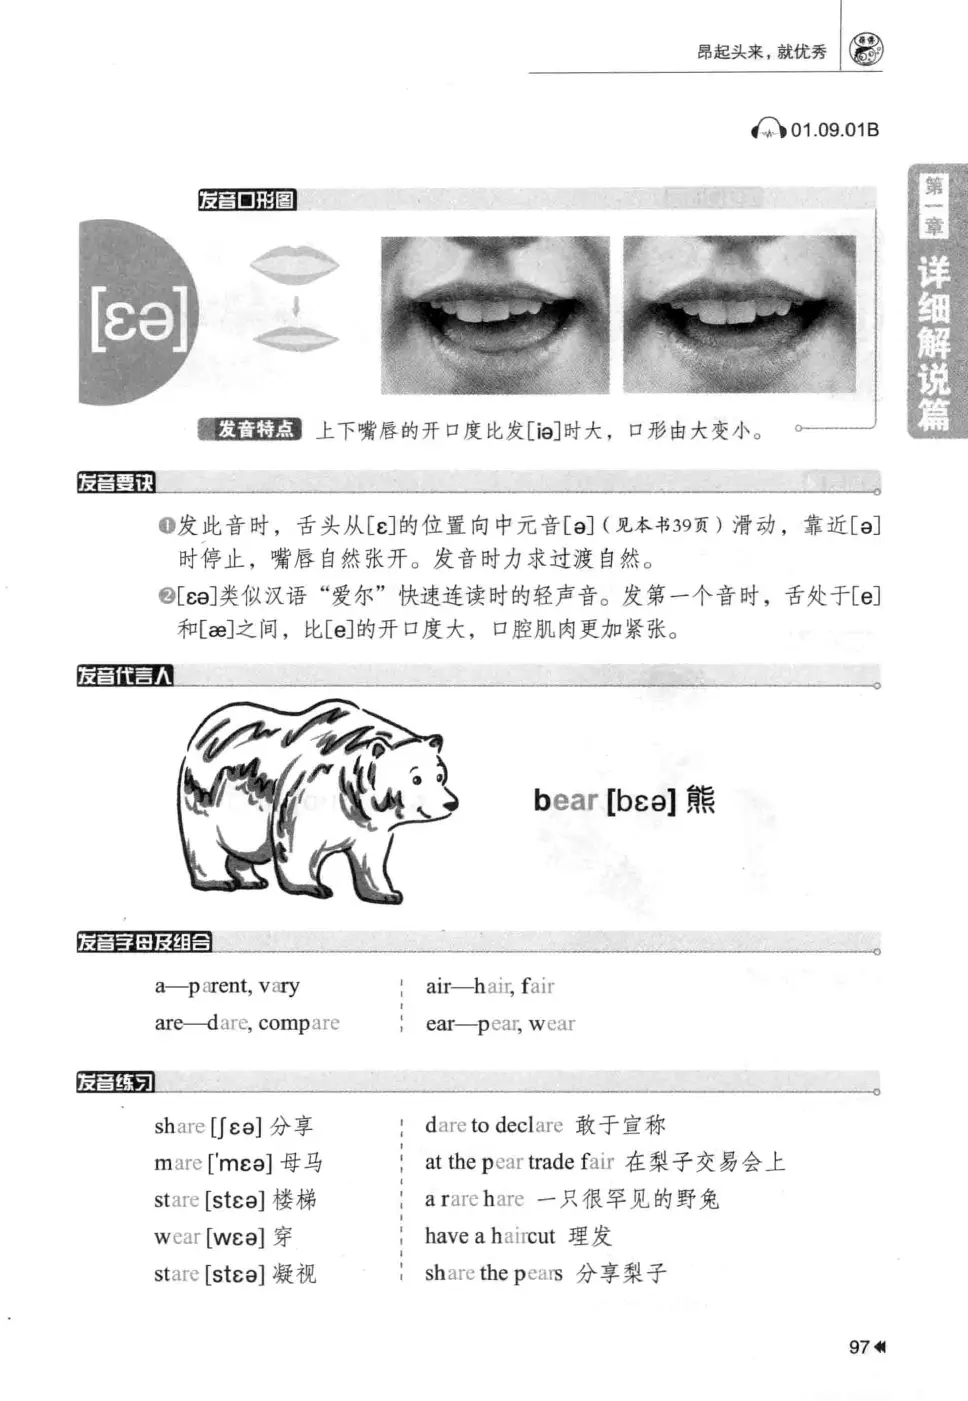 昂起头来，就优秀
01.09.01B
第一章 详细解说篇
发音口形图
[ɛə]
发音特点 上下嘴唇的开口度比发[iə]时大，口形由大变小。
发音要诀
❶发此音时，舌头从[ɛ]的位置向中元音[ə]（见本书39页）滑动，靠近[ə]
时停止，嘴唇自然张开。发音时力求过渡自然。
❷[ɛə]类似汉语“爱尔”快速连读时的轻声音。发第一个音时，舌处于[e]
和[æ]之间，比[e]的开口度大，口腔肌肉更加紧张。
发音代言人
bear [bɛə] 熊
发音字母及组合
a—parent, vary
are—dare, compare
air—hair, fair
ear—pear, wear
发音练习
share [ʃɛə] 分享
mare ['mɛə] 母马
stare [stɛə] 楼梯
wear [wɛə] 穿
stare [stɛə] 凝视
dare to declare 敢于宣称
at the pear trade fair 在梨子交易会上
a rare hare 一只很罕见的野兔
have a haircut 理发
share the pears 分享梨子
97